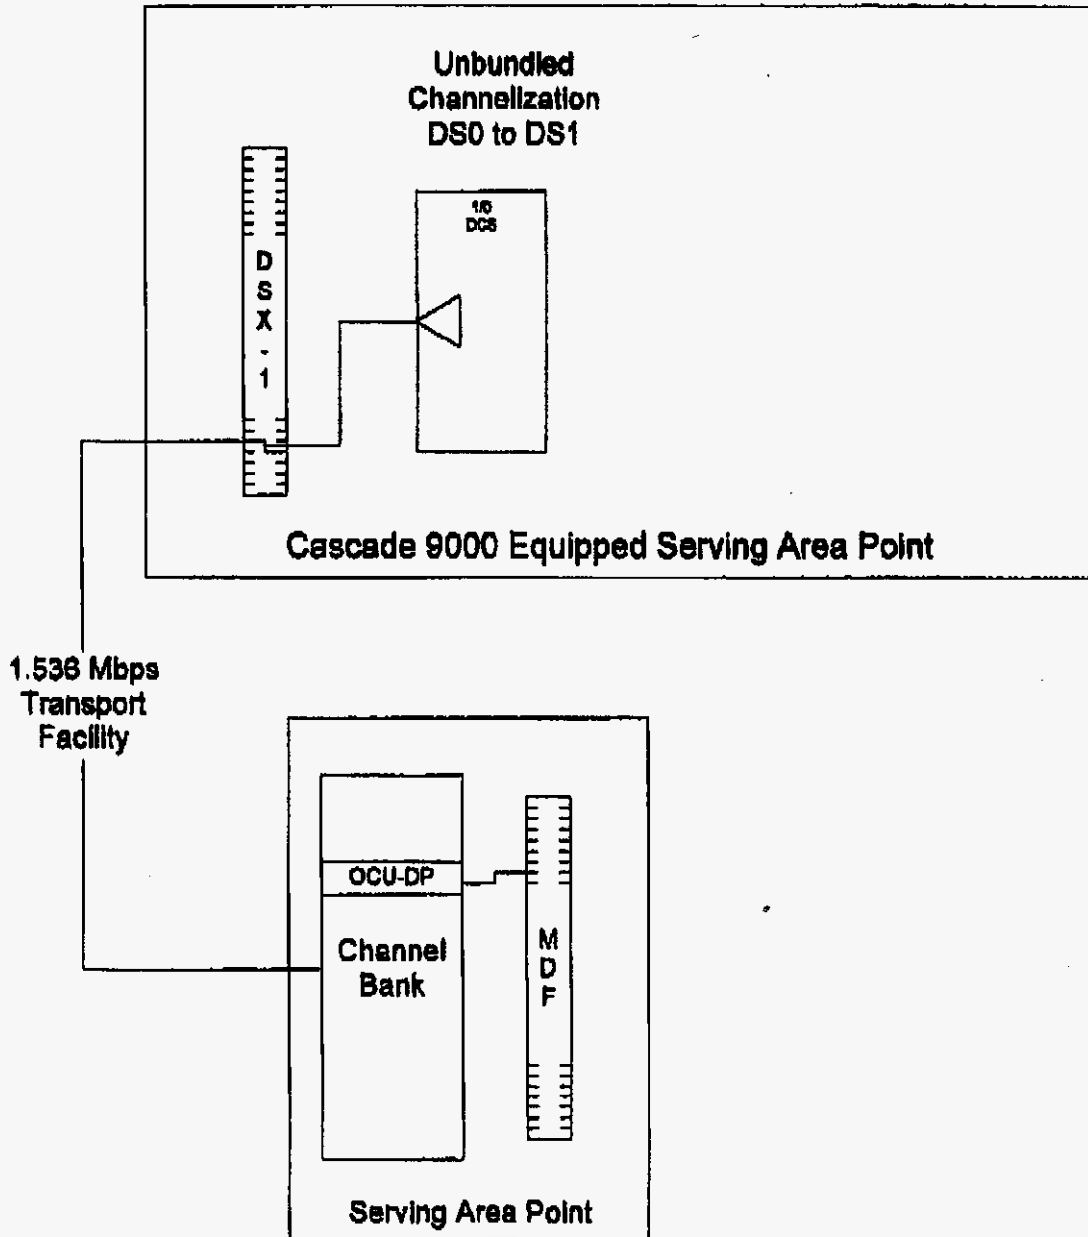 Unbundled
Channelization
DS0 to DS1
1/0
DCS
D
S
X
-
1
Cascade 9000 Equipped Serving Area Point
1.536 Mbps
Transport
Facility
OCU-DP
Channel
Bank
M
D
F
Serving Area Point